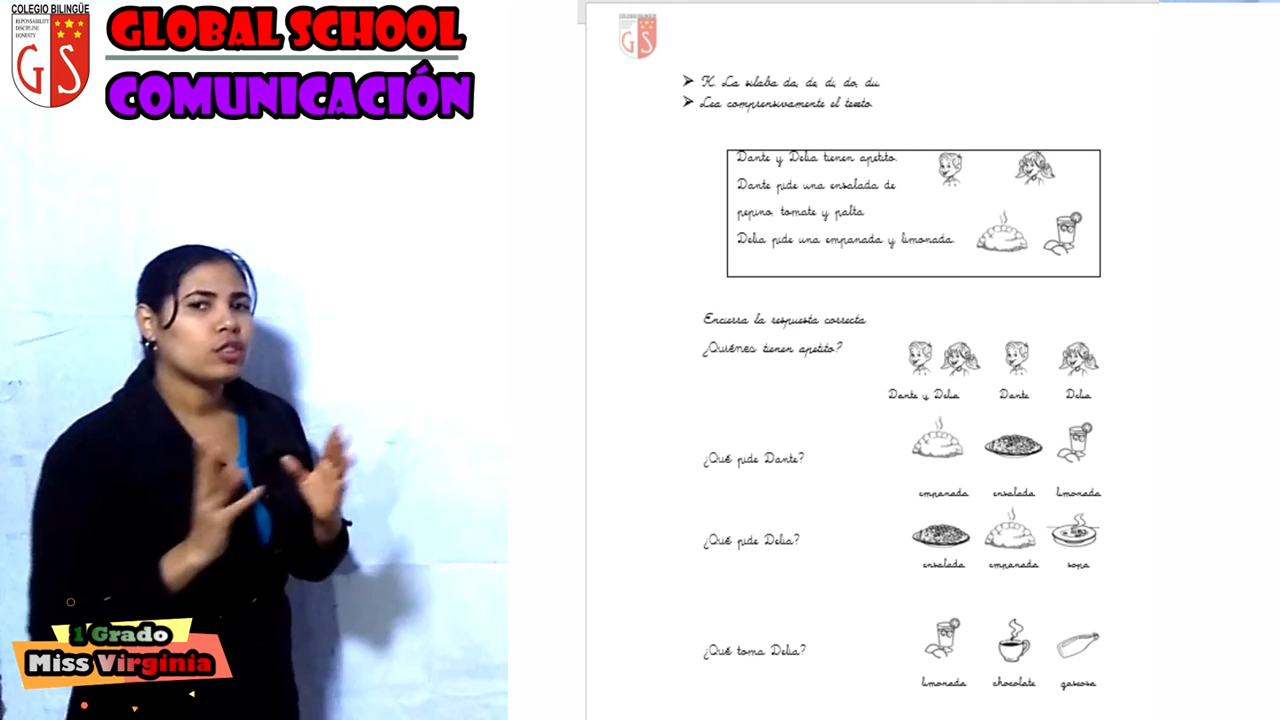 COLEGIO BILINGÜE
RIPONSABILITY
DISCIPLINE
HONESTY
G S
GLOBAL SCHOOL
COMUNICACIÓN
1 Grado
Miss Virginia
G S
➤ K. La silaba da, de, di, do, du.
➤ Lea comprensivamente el texto.
Dante y Delia tienen apetito.
Dante pide una ensalada de
pepino, tomate y palta
Delia pide una empanada y limonada.
Encierra la respuesta correcta
¿Quiénes tienen apetito?
Dante y Delia Dante Delia
¿Qué pide Dante?
empanada ensalada limonada
¿Qué pide Delia?
ensalada empanada sopa
¿Qué toma Delia?
limonada chocolate gaseosa